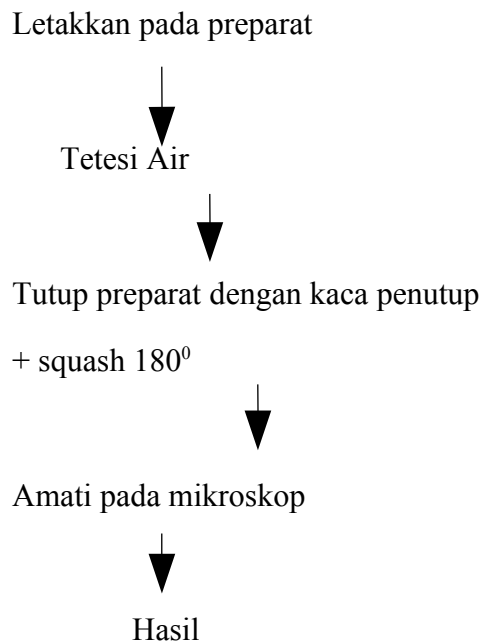 Letakkan pada preparat
Tetesi Air
Tutup preparat dengan kaca penutup
+ squash 180⁰
Amati pada mikroskop
Hasil